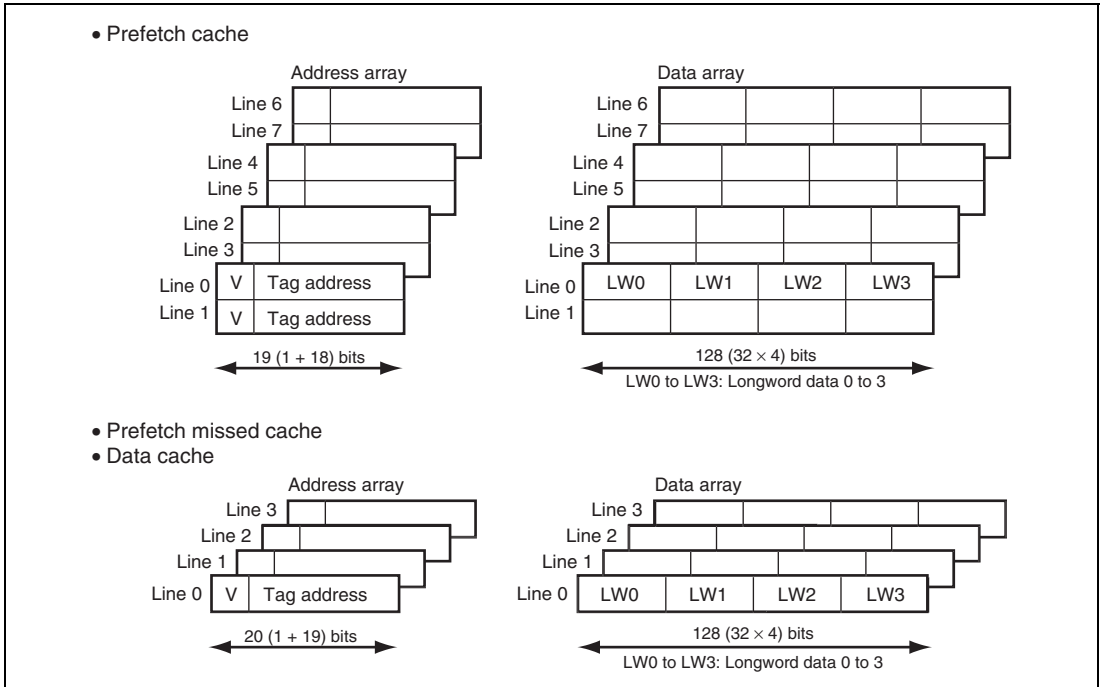 • Prefetch cache
Address array
Line 6
Line 7
Line 4
Line 5
Line 2
Line 3
Line 0 V Tag address
Line 1 V Tag address
19 (1 + 18) bits
Data array
Line 6
Line 7
Line 4
Line 5
Line 2
Line 3
Line 0 LW0 LW1 LW2 LW3
Line 1
128 (32 × 4) bits
LW0 to LW3: Longword data 0 to 3
• Prefetch missed cache
• Data cache
Address array
Line 3
Line 2
Line 1
Line 0 V Tag address
20 (1 + 19) bits
Data array
Line 3
Line 2
Line 1
Line 0 LW0 LW1 LW2 LW3
128 (32 × 4) bits
LW0 to LW3: Longword data 0 to 3